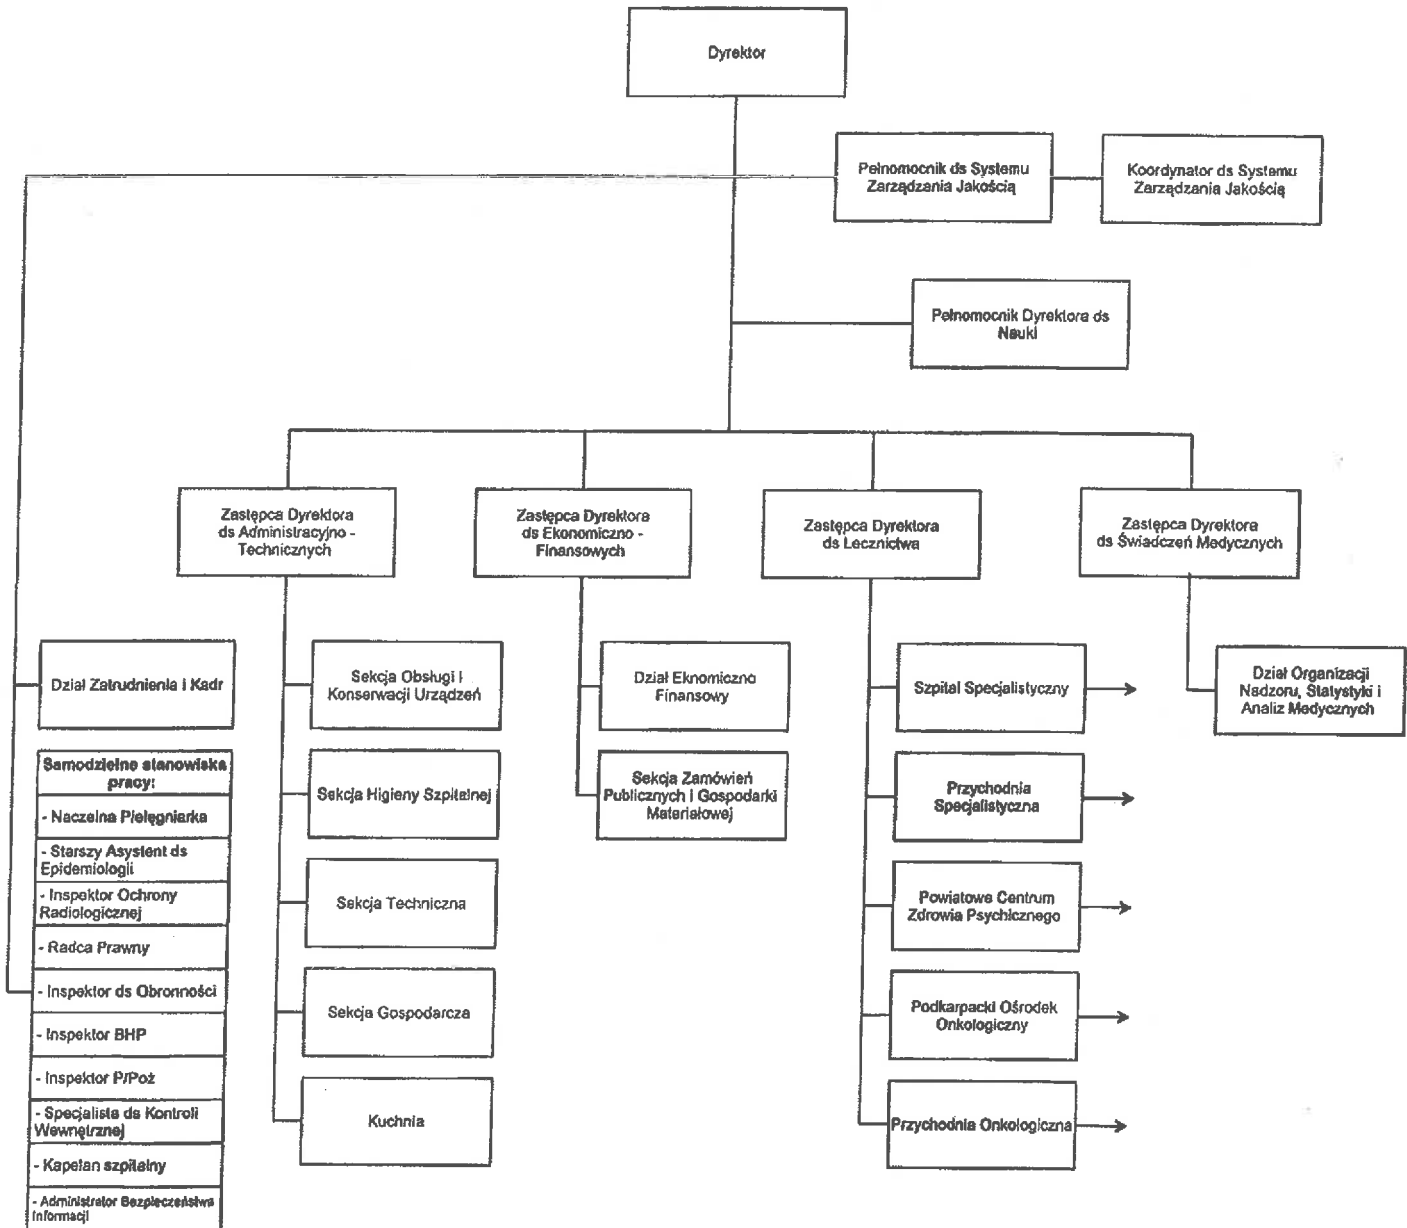 Dyrektor
Pełnomocnik ds Systemu
Zarządzania Jakością
Koordynator ds Systemu
Zarządzania Jakością
Pełnomocnik Dyrektora ds
Nauki
Zastępca Dyrektora
ds Administracyjno -
Technicznych
Zastępca Dyrektora
ds Ekonomiczno -
Finansowych
Zastępca Dyrektora
ds Lecznictwa
Zastępca Dyrektora
ds Świadczeń Medycznych
Dział Zatrudnienia i Kadr
Samodzielne stanowiska
pracy:
- Naczelna Pielęgniarka
- Starszy Asystent ds
Epidemiologii
- Inspektor Ochrony
Radiologicznej
- Radca Prawny
- Inspektor ds Obronności
- Inspektor BHP
- Inspektor P/Poż
- Specjalista ds Kontroli
Wewnętrznej
- Kapelan szpitalny
- Administrator Bezpieczeństwa
Informacji
Sekcja Obsługi i
Konserwacji Urządzeń
Sekcja Higieny Szpitalnej
Sekcja Techniczna
Sekcja Gospodarcza
Kuchnia
Dział Eknomiczno
Finansowy
Sekcja Zamówień
Publicznych i Gospodarki
Materiałowej
Szpital Specjalistyczny
Przychodnia
Specjalistyczna
Powiatowe Centrum
Zdrowia Psychicznego
Podkarpacki Ośrodek
Onkologiczny
Przychodnia Onkologiczna
Dział Organizacji
Nadzoru, Statystyki i
Analiz Medycznych